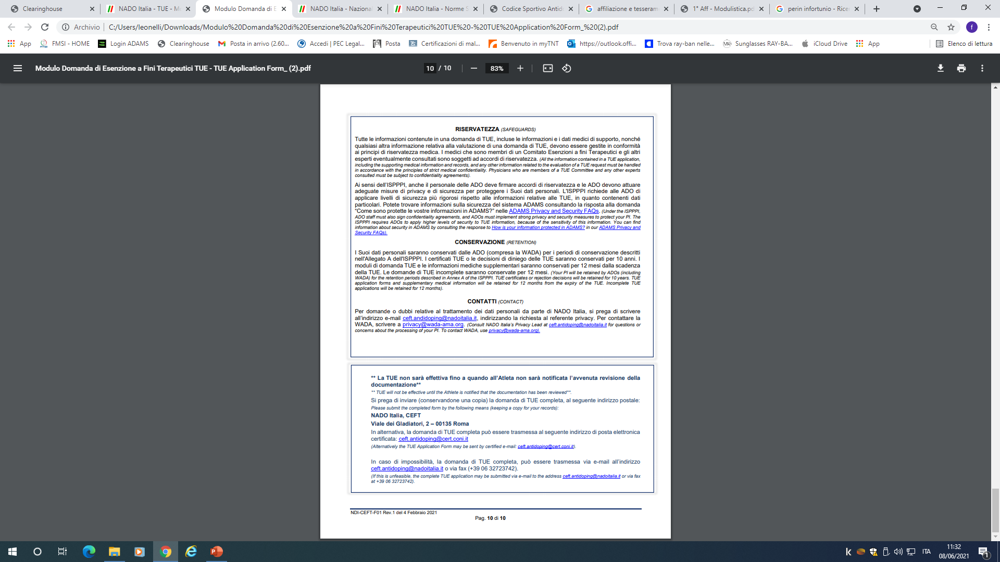 Clearinghouse
NADO Italia - TUE - Mo
Modulo Domanda di E
NADO Italia - Nazional
NADO Italia - Norme S
Codice Sportivo Antid
affiliazione e tesseram
1° Aff - Modulistica.pd
perin infortunio - Rice
Archivio
C:/Users/leonelli/Downloads/Modulo%20Domanda%20di%20Esenzione%20a%20Fini%20Terapeutici%20TUE%20-%20TUE%20Application%20Form_%20(2).pdf
f
App
FMSI - HOME
Login ADAMS
Clearinghouse
Posta in arrivo (2.60...
Accedi | PEC Legal...
Posta
Certificazioni di mal...
Benvenuto in myTNT
https://outlook.offi...
Trova ray-ban nelle...
Sunglasses RAY-BA...
iCloud Drive
App
Elenco di lettura
Modulo Domanda di Esenzione a Fini Terapeutici TUE - TUE Application Form_ (2).pdf
10 / 10
83%
RISERVATEZZA (SAFEGUARDS)
Tutte le informazioni contenute in una domanda di TUE, incluse le informazioni e i dati medici di supporto, nonché
qualsiasi altra informazione relativa alla valutazione di una domanda di TUE, devono essere gestite in conformità
ai principi di riservatezza medica. I medici che sono membri di un Comitato Esenzioni a fini Terapeutici e gli altri
esperti eventualmente consultati sono soggetti ad accordi di riservatezza. (All the information contained in a TUE application,
including the supporting medical information and records, and any other information related to the evaluation of a TUE request must be handled
in accordance with the principles of strict medical confidentiality. Physicians who are members of a TUE Committee and any other experts
consulted must be subject to confidentiality agreements).
Ai sensi dell'ISPPPI, anche il personale delle ADO deve firmare accordi di riservatezza e le ADO devono attuare
adeguate misure di privacy e di sicurezza per proteggere i Suoi dati personali. L'ISPPPI richiede alle ADO di
applicare livelli di sicurezza più rigorosi rispetto alle informazioni relative alle TUE, in quanto contenenti dati
particolari. Potete trovare informazioni sulla sicurezza del sistema ADAMS consultando la risposta alla domanda
"Come sono protette le vostre informazioni in ADAMS?" nelle ADAMS Privacy and Security FAQs. (Under the ISPPPI,
ADO staff must also sign confidentiality agreements, and ADOs must implement strong privacy and security measures to protect your PI. The
ISPPPI requires ADOs to apply higher levels of security to TUE information, because of the sensitivity of this information. You can find
information about security in ADAMS by consulting the response to How is your information protected in ADAMS? in our ADAMS Privacy and
Security FAQs).
CONSERVAZIONE (RETENTION)
I Suoi dati personali saranno conservati dalle ADO (compresa la WADA) per i periodi di conservazione descritti
nell'Allegato A dell'ISPPPI. I certificati TUE o le decisioni di diniego delle TUE saranno conservati per 10 anni. I
moduli di domanda TUE e le informazioni mediche supplementari saranno conservati per 12 mesi dalla scadenza
della TUE. Le domande di TUE incomplete saranno conservate per 12 mesi. (Your PI will be retained by ADOs (including
WADA) for the retention periods described in Annex A of the ISPPPI. TUE certificates or rejection decisions will be retained for 10 years. TUE
application forms and supplementary medical information will be retained for 12 months from the expiry of the TUE. Incomplete TUE
applications will be retained for 12 months).
CONTATTI (CONTACT)
Per domande o dubbi relative al trattamento dei dati personali da parte di NADO Italia, si prega di scrivere
all'indirizzo e-mail ceft.andidoping@nadoitalia.it, indirizzando la richiesta al referente privacy. Per contattare la
WADA, scrivere a privacy@wada-ama.org. (Consult NADO Italia's Privacy Lead at ceft.antidoping@nadoitalia.it for questions or
concerns about the processing of your PI. To contact WADA, use privacy@wada-ama.org).
** La TUE non sarà effettiva fino a quando all'Atleta non sarà notificata l'avvenuta revisione della
documentazione**
** TUE will not be effective until the Athlete is notified that the documentation has been reviewed**.
Si prega di inviare (conservandone una copia) la domanda di TUE completa, al seguente indirizzo postale:
Please submit the completed form by the following means (keeping a copy for your records):
NADO Italia, CEFT
Viale dei Gladiatori, 2 – 00135 Roma
In alternativa, la domanda di TUE completa può essere trasmessa al seguente indirizzo di posta elettronica
certificata: ceft.antidoping@cert.coni.it
(Alternatively the TUE Application Form may be sent by certified e-mail: ceft.antidoping@cert.coni.it).
In caso di impossibilità, la domanda di TUE completa, può essere trasmessa via e-mail all'indirizzo
ceft.antidoping@nadoitalia.it o via fax (+39 06 32723742).
(If this is unfeasible, the complete TUE application may be submitted via e-mail to the address ceft.antidoping@nadoitalia.it or via fax
at +39 06 32723742).
NDI-CEFT-F01 Rev.1 del 4 Febbraio 2021
Pag. 10 di 10
ITA
11:32
08/06/2021
1